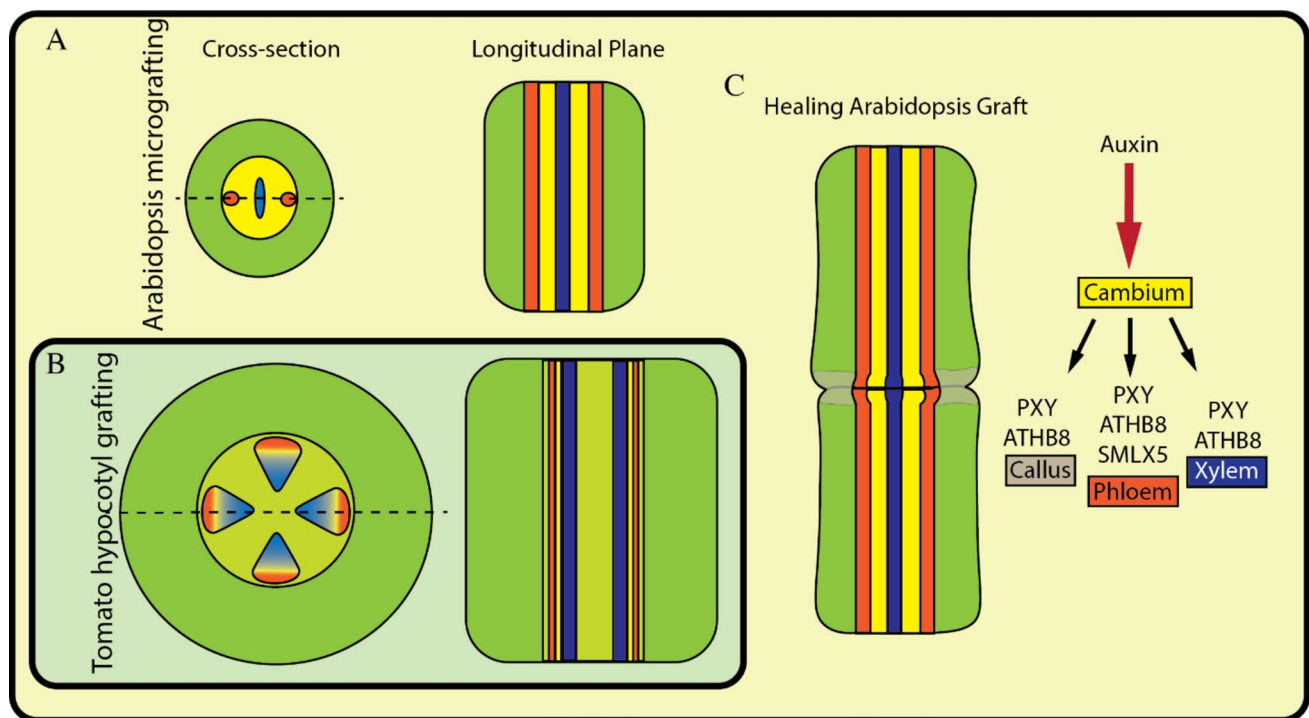 A
Arabidopsis micrografting
Cross-section
Longitudinal Plane
B
Tomato hypocotyl grafting
C
Healing Arabidopsis Graft
Auxin
Cambium
PXY
ATHB8
Callus
PXY
ATHB8
SMLX5
Phloem
PXY
ATHB8
Xylem